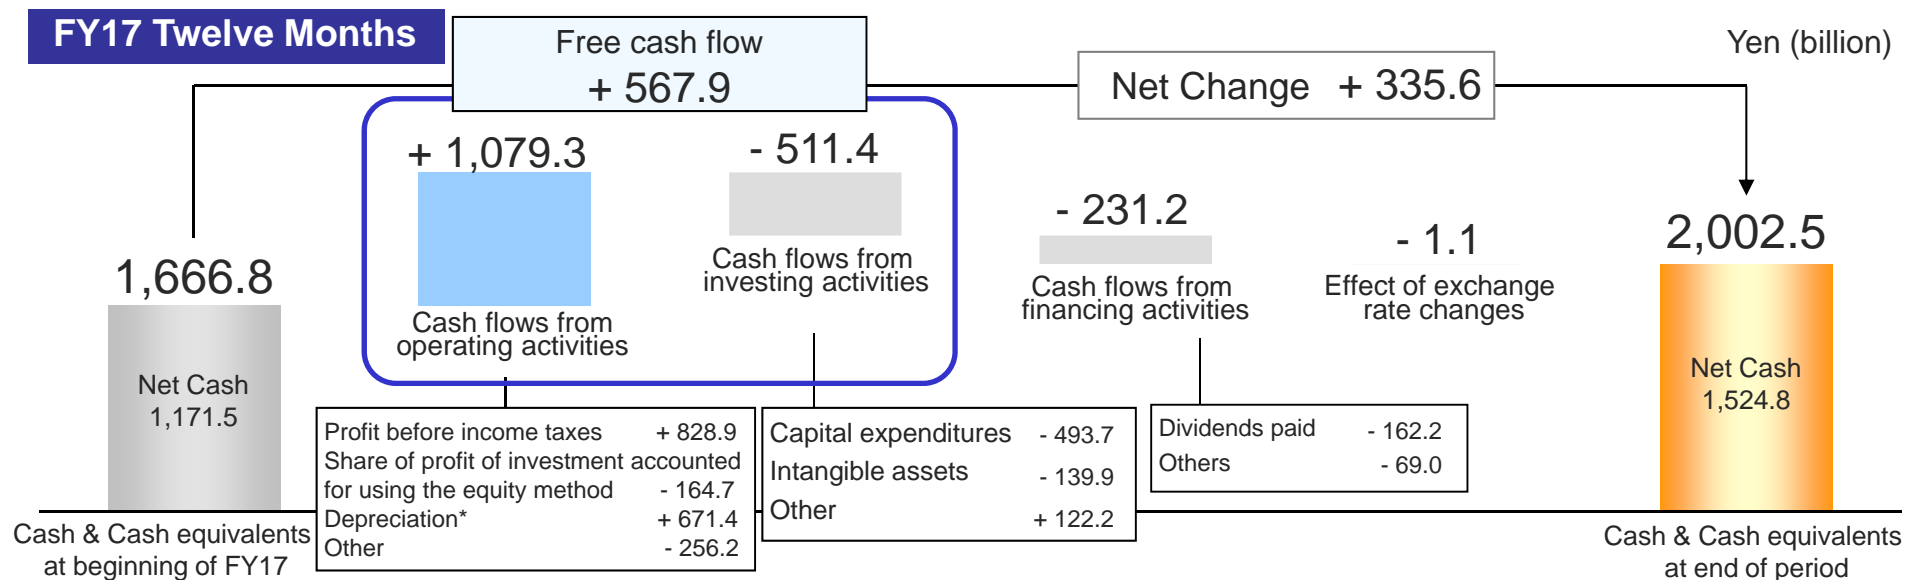 FY17 Twelve Months
Free cash flow
+ 567.9
Net Change + 335.6
Yen (billion)
+ 1,079.3
Cash flows from
operating activities
- 511.4
Cash flows from
investing activities
- 231.2
Cash flows from
financing activities
- 1.1
Effect of exchange
rate changes
1,666.8
Net Cash
1,171.5
Cash & Cash equivalents
at beginning of FY17
2,002.5
Net Cash
1,524.8
Cash & Cash equivalents
at end of period
Profit before income taxes + 828.9
Share of profit of investment accounted
for using the equity method - 164.7
Depreciation* + 671.4
Other - 256.2
Capital expenditures - 493.7
Intangible assets - 139.9
Other + 122.2
Dividends paid - 162.2
Others - 69.0